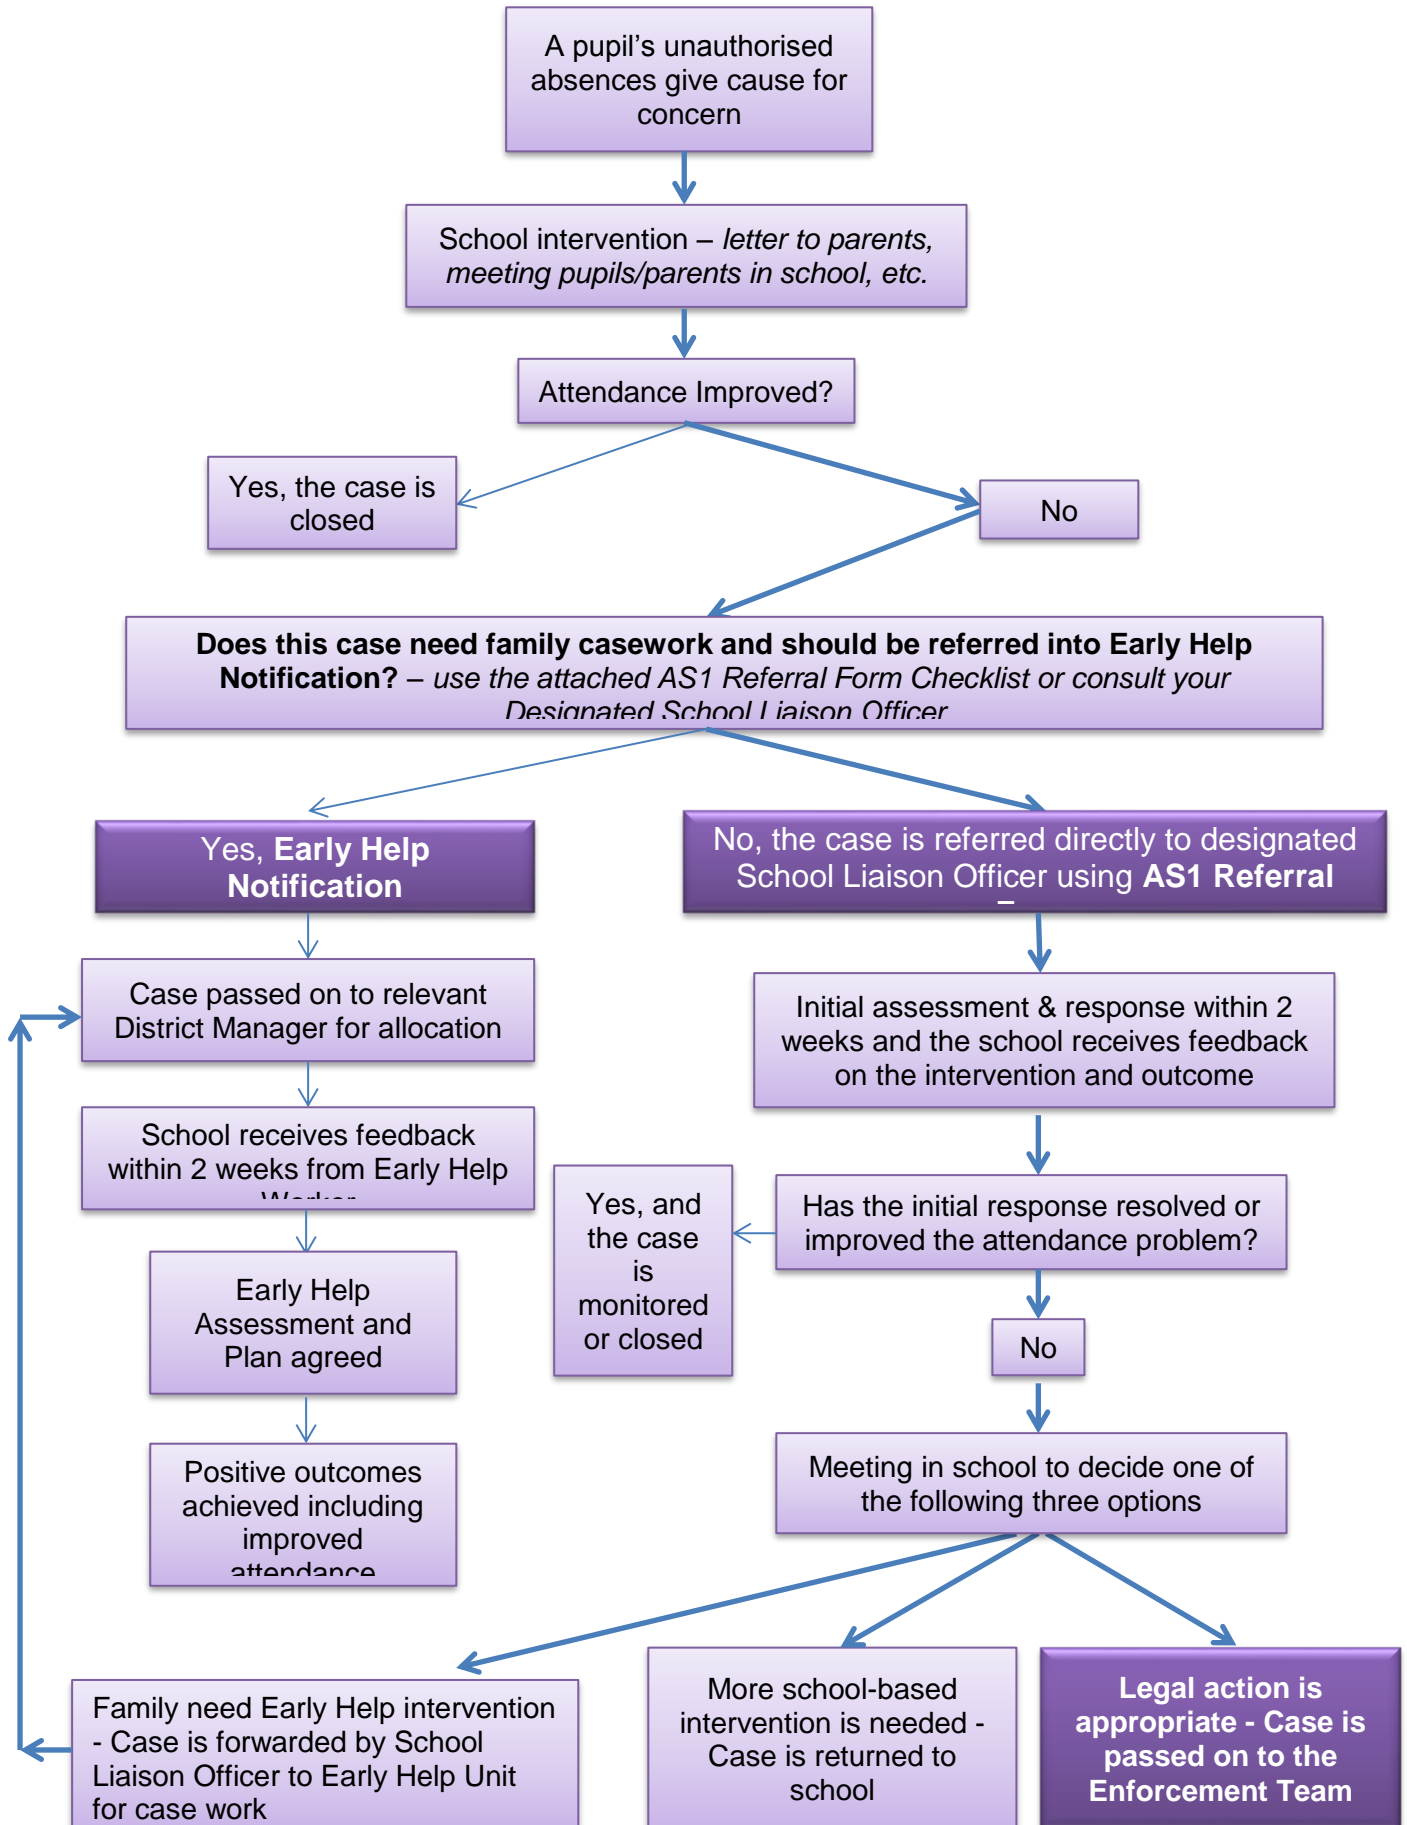 A pupil’s unauthorised
absences give cause for
concern
School intervention – letter to parents,
meeting pupils/parents in school, etc.
Attendance Improved?
Yes, the case is
closed
No
Does this case need family casework and should be referred into Early Help
Notification? – use the attached AS1 Referral Form Checklist or consult your
Designated School Liaison Officer
Yes, Early Help
Notification
No, the case is referred directly to designated
School Liaison Officer using AS1 Referral
Case passed on to relevant
District Manager for allocation
Initial assessment & response within 2
weeks and the school receives feedback
on the intervention and outcome
School receives feedback
within 2 weeks from Early Help
Worker
Yes, and
the case
is
monitored
or closed
Has the initial response resolved or
improved the attendance problem?
Early Help
Assessment and
Plan agreed
No
Positive outcomes
achieved including
improved
attendance
Meeting in school to decide one of
the following three options
Family need Early Help intervention
- Case is forwarded by School
Liaison Officer to Early Help Unit
for case work
More school-based
intervention is needed -
Case is returned to
school
Legal action is
appropriate - Case is
passed on to the
Enforcement Team